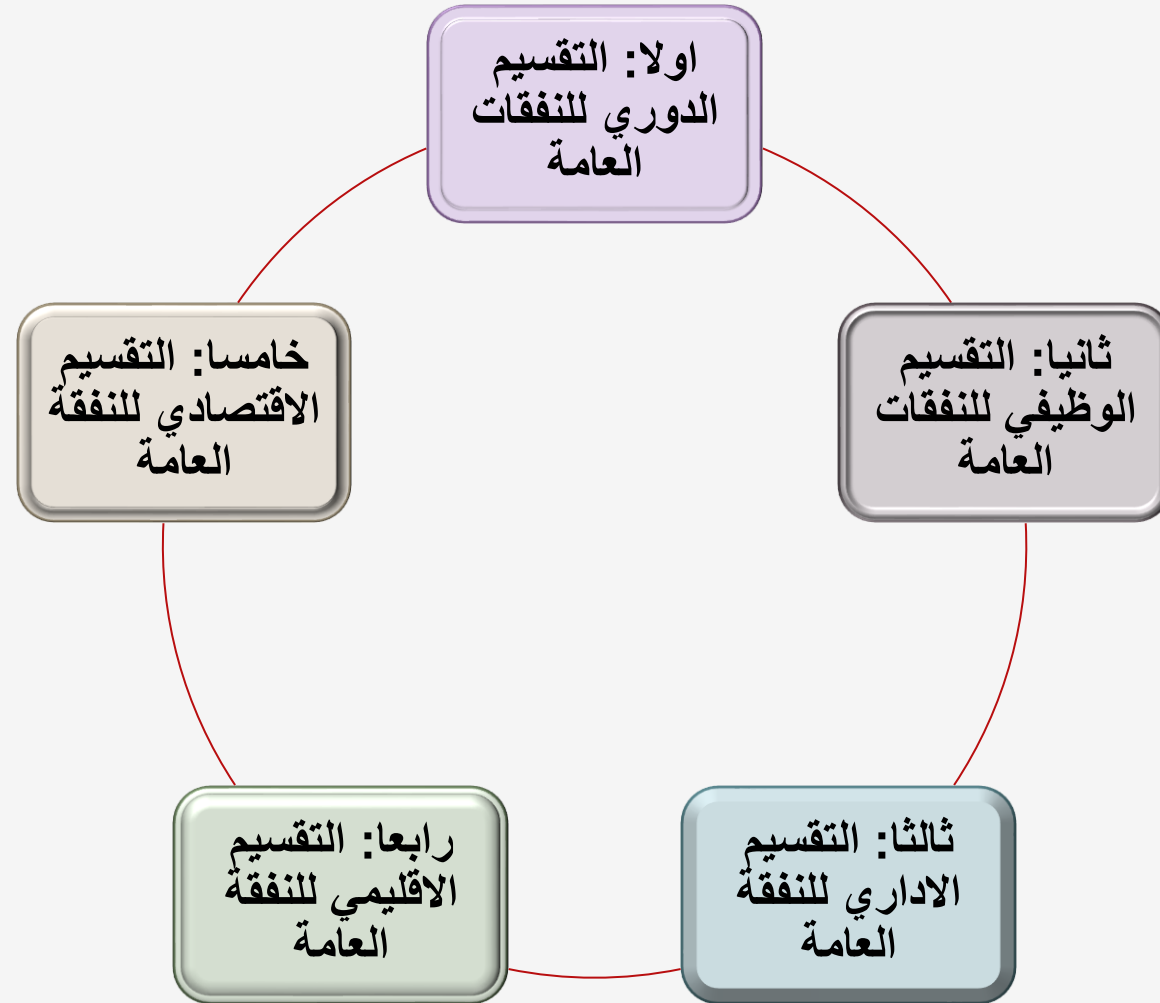 اولا: التقسيم
الدوري للنفقات
العامة
ثانيا: التقسيم
الوظيفي للنفقات
العامة
ثالثا: التقسيم
الاداري للنفقة
العامة
رابعا: التقسيم
الاقليمي للنفقة
العامة
خامسا: التقسيم
الاقتصادي للنفقة
العامة